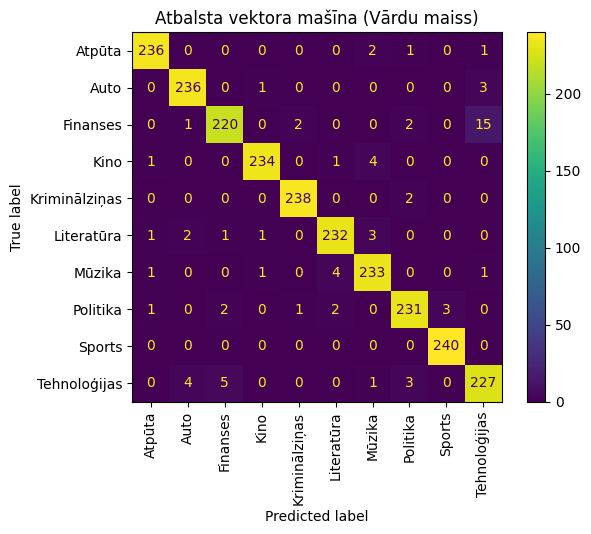 Atbalsta vektora mašīna (Vārdu maiss)
Atpūta 236 0 0 0 0 0 2 1 0 1
Auto 0 236 0 1 0 0 0 0 0 3
Finanses 0 1 220 0 2 0 0 2 0 15
Kino 1 0 0 234 0 1 4 0 0 0
Kriminālziņas 0 0 0 0 238 0 0 2 0 0
Literatūra 1 2 1 1 0 232 3 0 0 0
Mūzika 1 0 0 1 0 4 233 0 0 1
Politika 1 0 2 0 1 2 0 231 3 0
Sports 0 0 0 0 0 0 0 0 240 0
Tehnoloģijas 0 4 5 0 0 0 1 3 0 227
True label
Atpūta
Auto
Finanses
Kino
Kriminālziņas
Literatūra
Mūzika
Politika
Sports
Tehnoloģijas
Predicted label
200
150
100
50
0